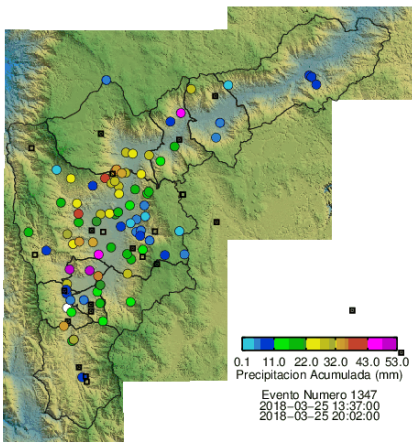 0.1 11.0 22.0 32.0 43.0 53.0
Precipitacion Acumulada (mm)
Evento Numero 1347
2018-03-25 13:37:00
2018-03-25 20:02:00